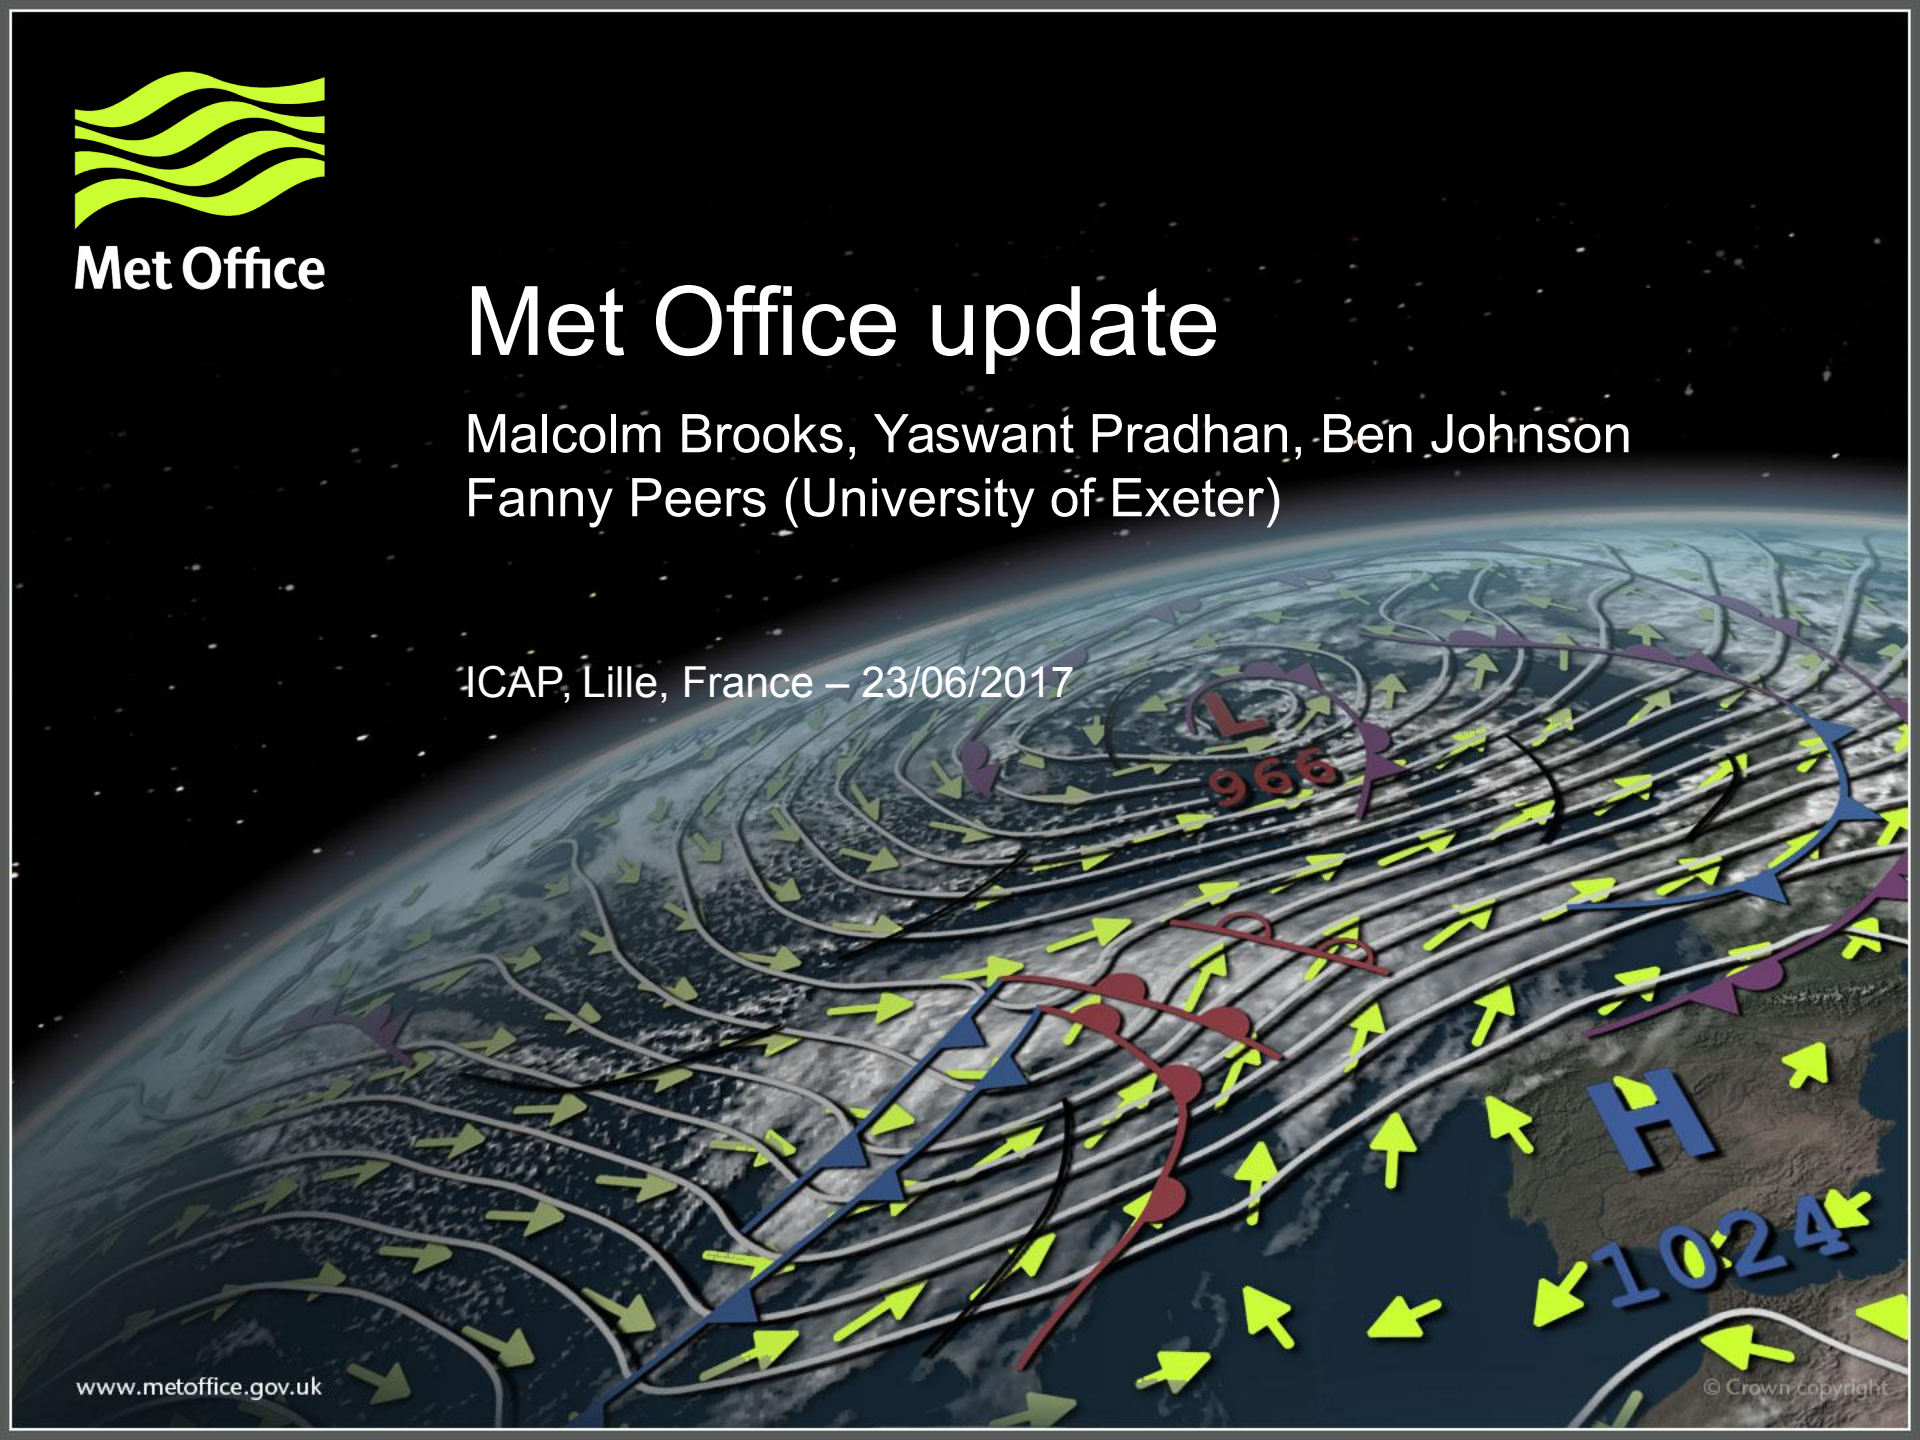 Met Office
Met Office update
Malcolm Brooks, Yaswant Pradhan, Ben Johnson
Fanny Peers (University of Exeter)
ICAP, Lille, France – 23/06/2017
L
966
H
1024
www.metoffice.gov.uk
© Crown copyright